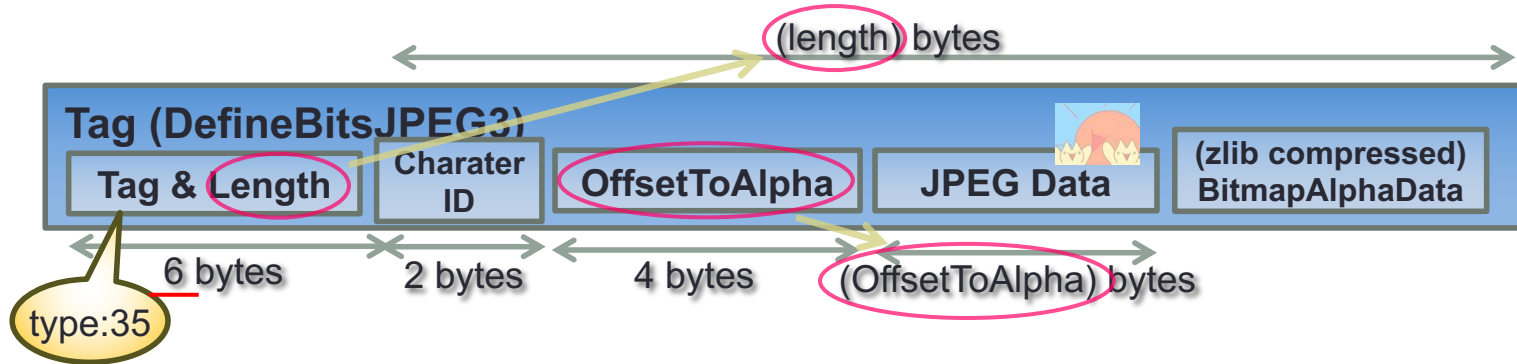 (length) bytes
Tag (DefineBitsJPEG3)
Tag & Length
Charater
ID
OffsetToAlpha
JPEG Data
(zlib compressed)
BitmapAlphaData
6 bytes
2 bytes
4 bytes
(OffsetToAlpha) bytes
type:35